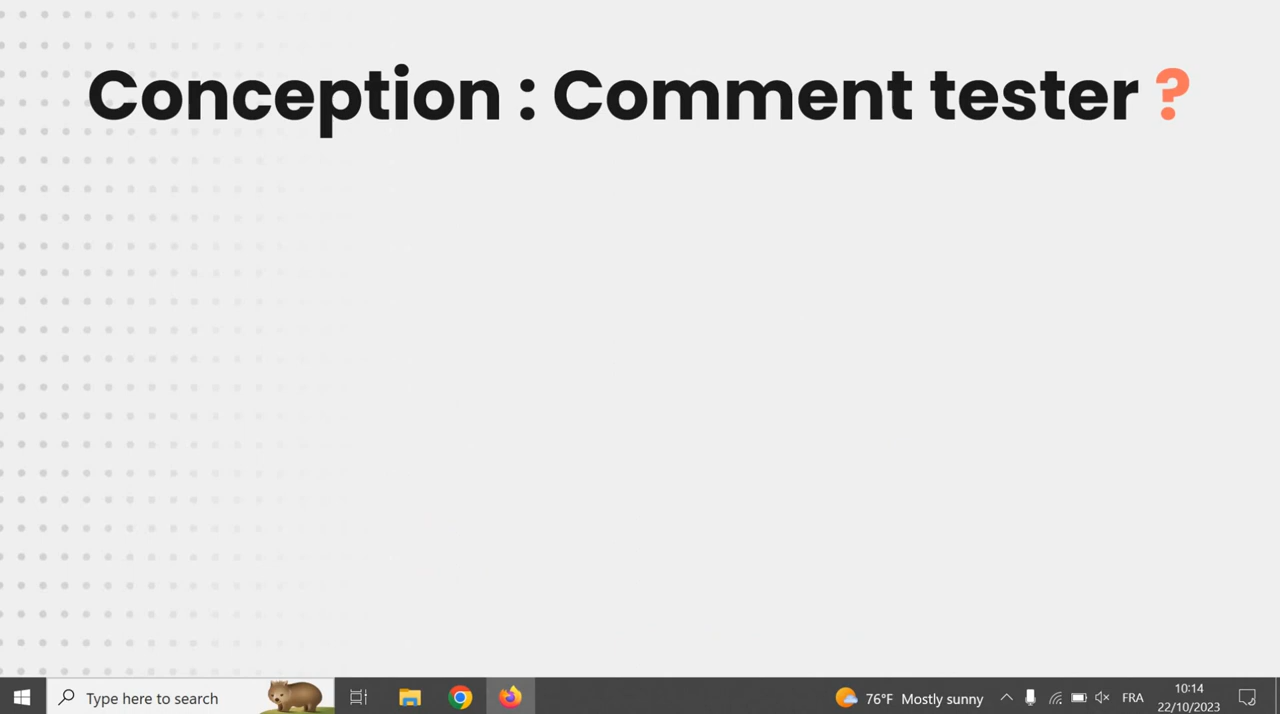 Conception : Comment tester ?
Type here to search
76°F Mostly sunny
FRA
10:14
22/10/2023